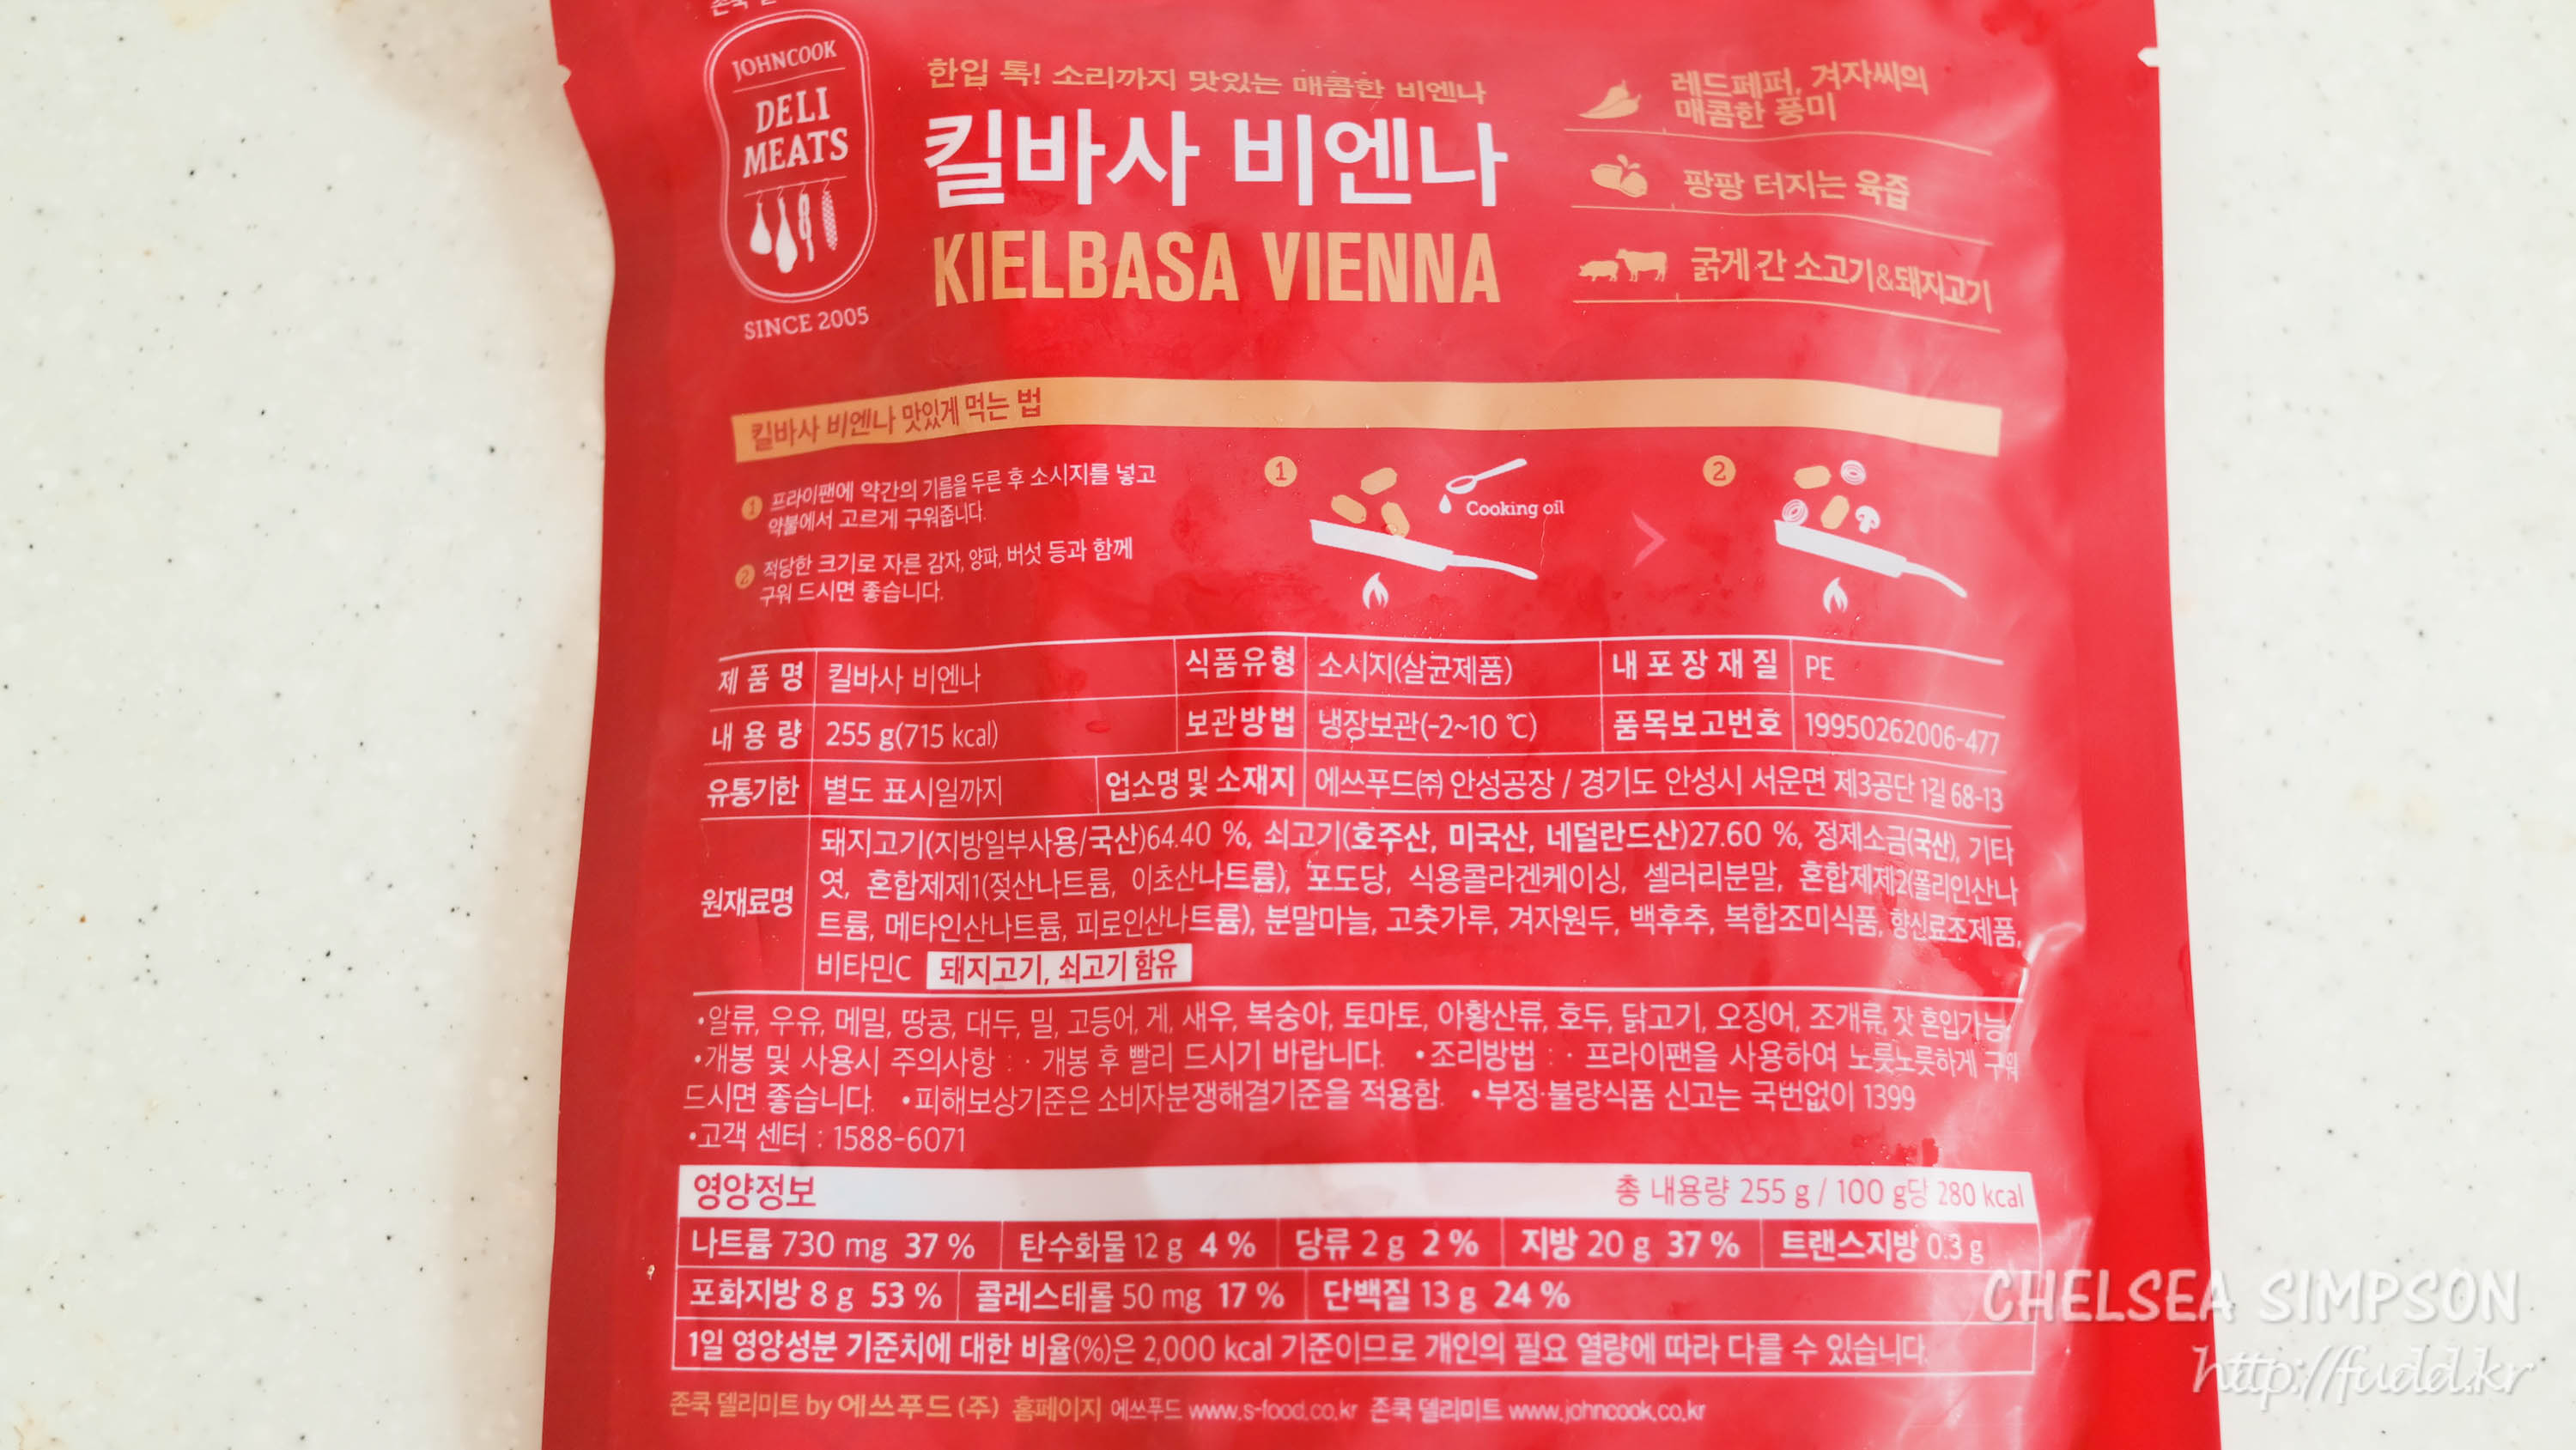 JOHNCOOK
DELI
MEATS
SINCE 2005
한입 톡! 소리까지 맛있는 매콤한 비엔나
킬바사 비엔나
KIELBASA VIENNA
레드페퍼, 겨자씨의
매콤한 풍미
팡팡 터지는 육즙
굵게 간 소고기&돼지고기
킬바사 비엔나 맛있게 먹는 법
1 프라이팬에 약간의 기름을 두른 후 소시지를 넣고
약불에서 고르게 구워줍니다.
2 적당한 크기로 자른 감자, 양파, 버섯 등과 함께
구워 드시면 좋습니다.
1
Cooking oil
2
제품명 킬바사 비엔나 식품유형 소시지(살균제품) 내포장재질 PE
내용량 255 g(715 kcal) 보관방법 냉장보관(-2~10 ℃) 품목보고번호 19950262006-477
유통기한 별도 표시일까지 업소명 및 소재지 에쓰푸드㈜ 안성공장 / 경기도 안성시 서운면 제3공단 1길 68-13
원재료명
돼지고기(지방일부사용/국산)64.40 %, 쇠고기(호주산, 미국산, 네덜란드산)27.60 %, 정제소금(국산), 기타
엿, 혼합제제1(젖산나트륨, 이초산나트륨), 포도당, 식용콜라겐케이싱, 셀러리분말, 혼합제제2(폴리인산나
트륨, 메타인산나트륨, 피로인산나트륨), 분말마늘, 고춧가루, 겨자원두, 백후추, 복합조미식품, 향신료조제품,
비타민C 돼지고기, 쇠고기 함유
•알류, 우유, 메밀, 땅콩, 대두, 밀, 고등어, 게, 새우, 복숭아, 토마토, 아황산류, 호두, 닭고기, 오징어, 조개류, 잣 혼입가능
•개봉 및 사용시 주의사항 : · 개봉 후 빨리 드시기 바랍니다. •조리방법 : · 프라이팬을 사용하여 노릇노릇하게 구워
드시면 좋습니다. •피해보상기준은 소비자분쟁해결기준을 적용함. •부정·불량식품 신고는 국번없이 1399
•고객 센터 : 1588-6071
영양정보 총 내용량 255 g / 100 g당 280 kcal
나트륨 730 mg 37 % 탄수화물 12 g 4 % 당류 2 g 2 % 지방 20 g 37 % 트랜스지방 0.3 g
포화지방 8 g 53 % 콜레스테롤 50 mg 17 % 단백질 13 g 24 %
1일 영양성분 기준치에 대한 비율(%)은 2,000 kcal 기준이므로 개인의 필요 열량에 따라 다를 수 있습니다.
존쿡 델리미트 by 에쓰푸드 (주) 홈페이지 에쓰푸드 www.s-food.co.kr 존쿡 델리미트 www.johncook.co.kr
CHELSEA SIMPSON
http://fudd.kr